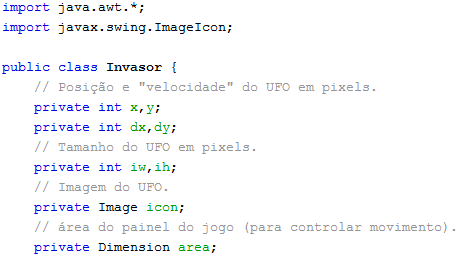 import java.awt.*;
import javax.swing.ImageIcon;

public class Invasor {
    // Posição e "velocidade" do UFO em pixels.
    private int x,y;
    private int dx,dy;
    // Tamanho do UFO em pixels.
    private int iw,ih;
    // Imagem do UFO.
    private Image icon;
    // área do painel do jogo (para controlar movimento).
    private Dimension area;